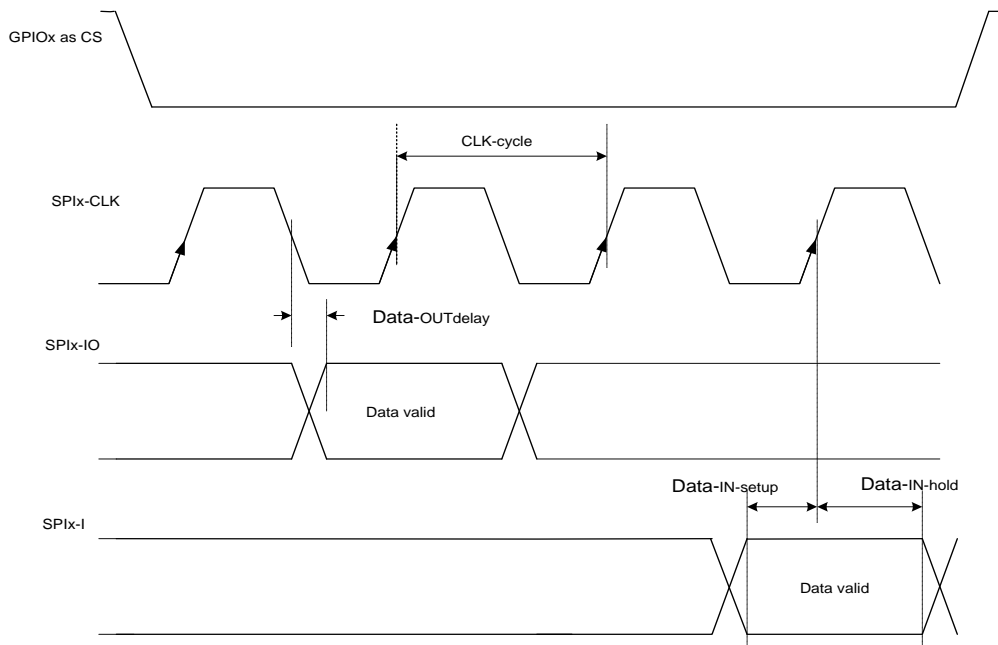 GPIOx as CS
CLK-cycle
SPIx-CLK
Data-OUTdelay
SPIx-IO
Data valid
Data-IN-setup
Data-IN-hold
SPIx-I
Data valid